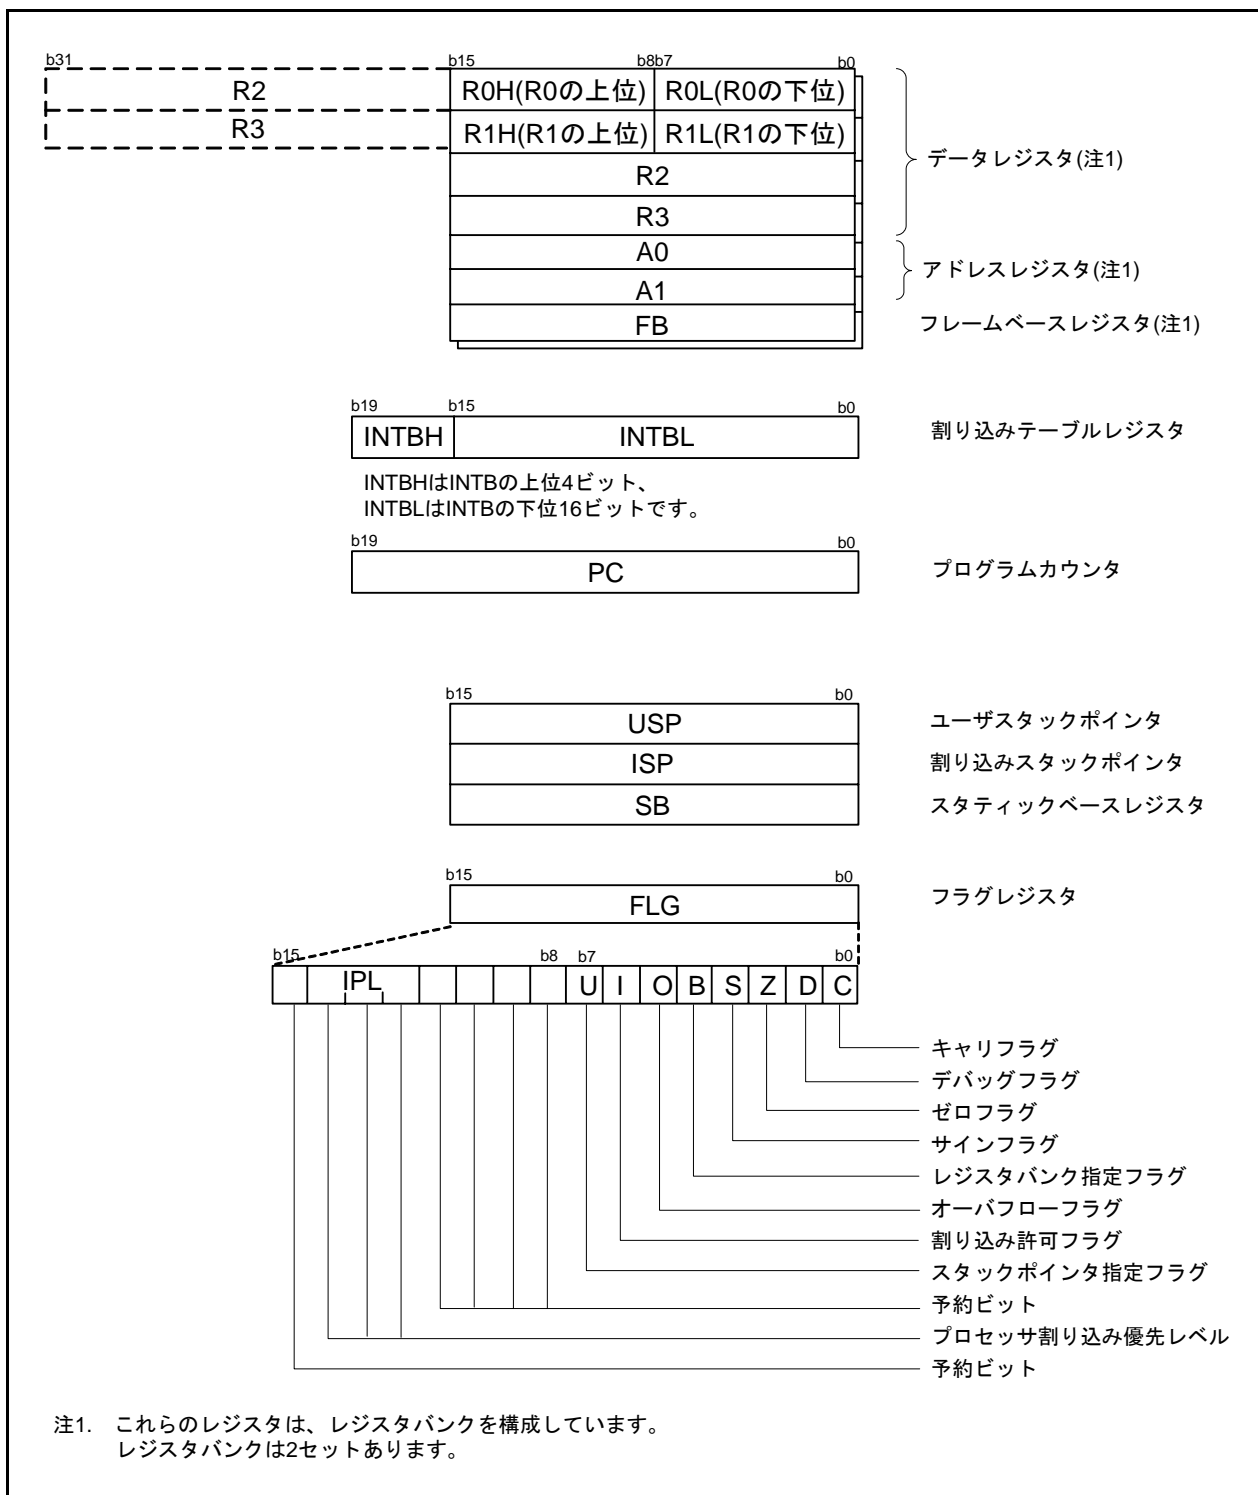 b31 b15 b8b7 b0
R2 R0H(R0の上位) R0L(R0の下位)
R3 R1H(R1の上位) R1L(R1の下位)
データレジスタ(注1)
R2
R3
A0
アドレスレジスタ(注1)
A1
FB フレームベースレジスタ(注1)
b19 b15 b0
INTBH INTBL 割り込みテーブルレジスタ
INTBHはINTBの上位4ビット、
INTBLはINTBの下位16ビットです。
b19 b0
PC プログラムカウンタ
b15 b0
USP ユーザスタックポインタ
ISP 割り込みスタックポインタ
SB スタティックベースレジスタ
b15 b0
FLG フラグレジスタ
b15 b8 b7 b0
IPL U I O B S Z D C
キャリフラグ
デバッグフラグ
ゼロフラグ
サインフラグ
レジスタバンク指定フラグ
オーバフローフラグ
割り込み許可フラグ
スタックポインタ指定フラグ
予約ビット
プロセッサ割り込み優先レベル
予約ビット
注1. これらのレジスタは、レジスタバンクを構成しています。
レジスタバンクは2セットあります。